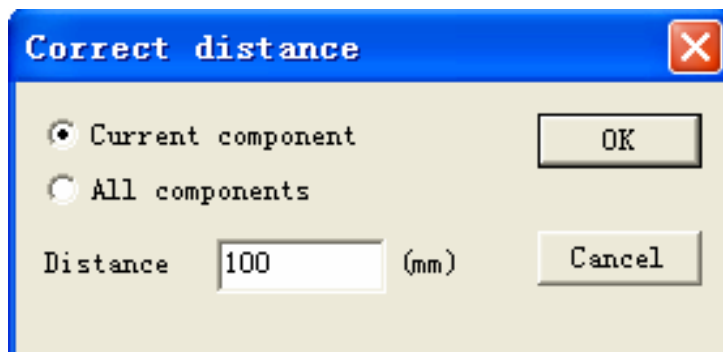 Correct distance
Current component
OK
All components
Distance 100 (mm)
Cancel